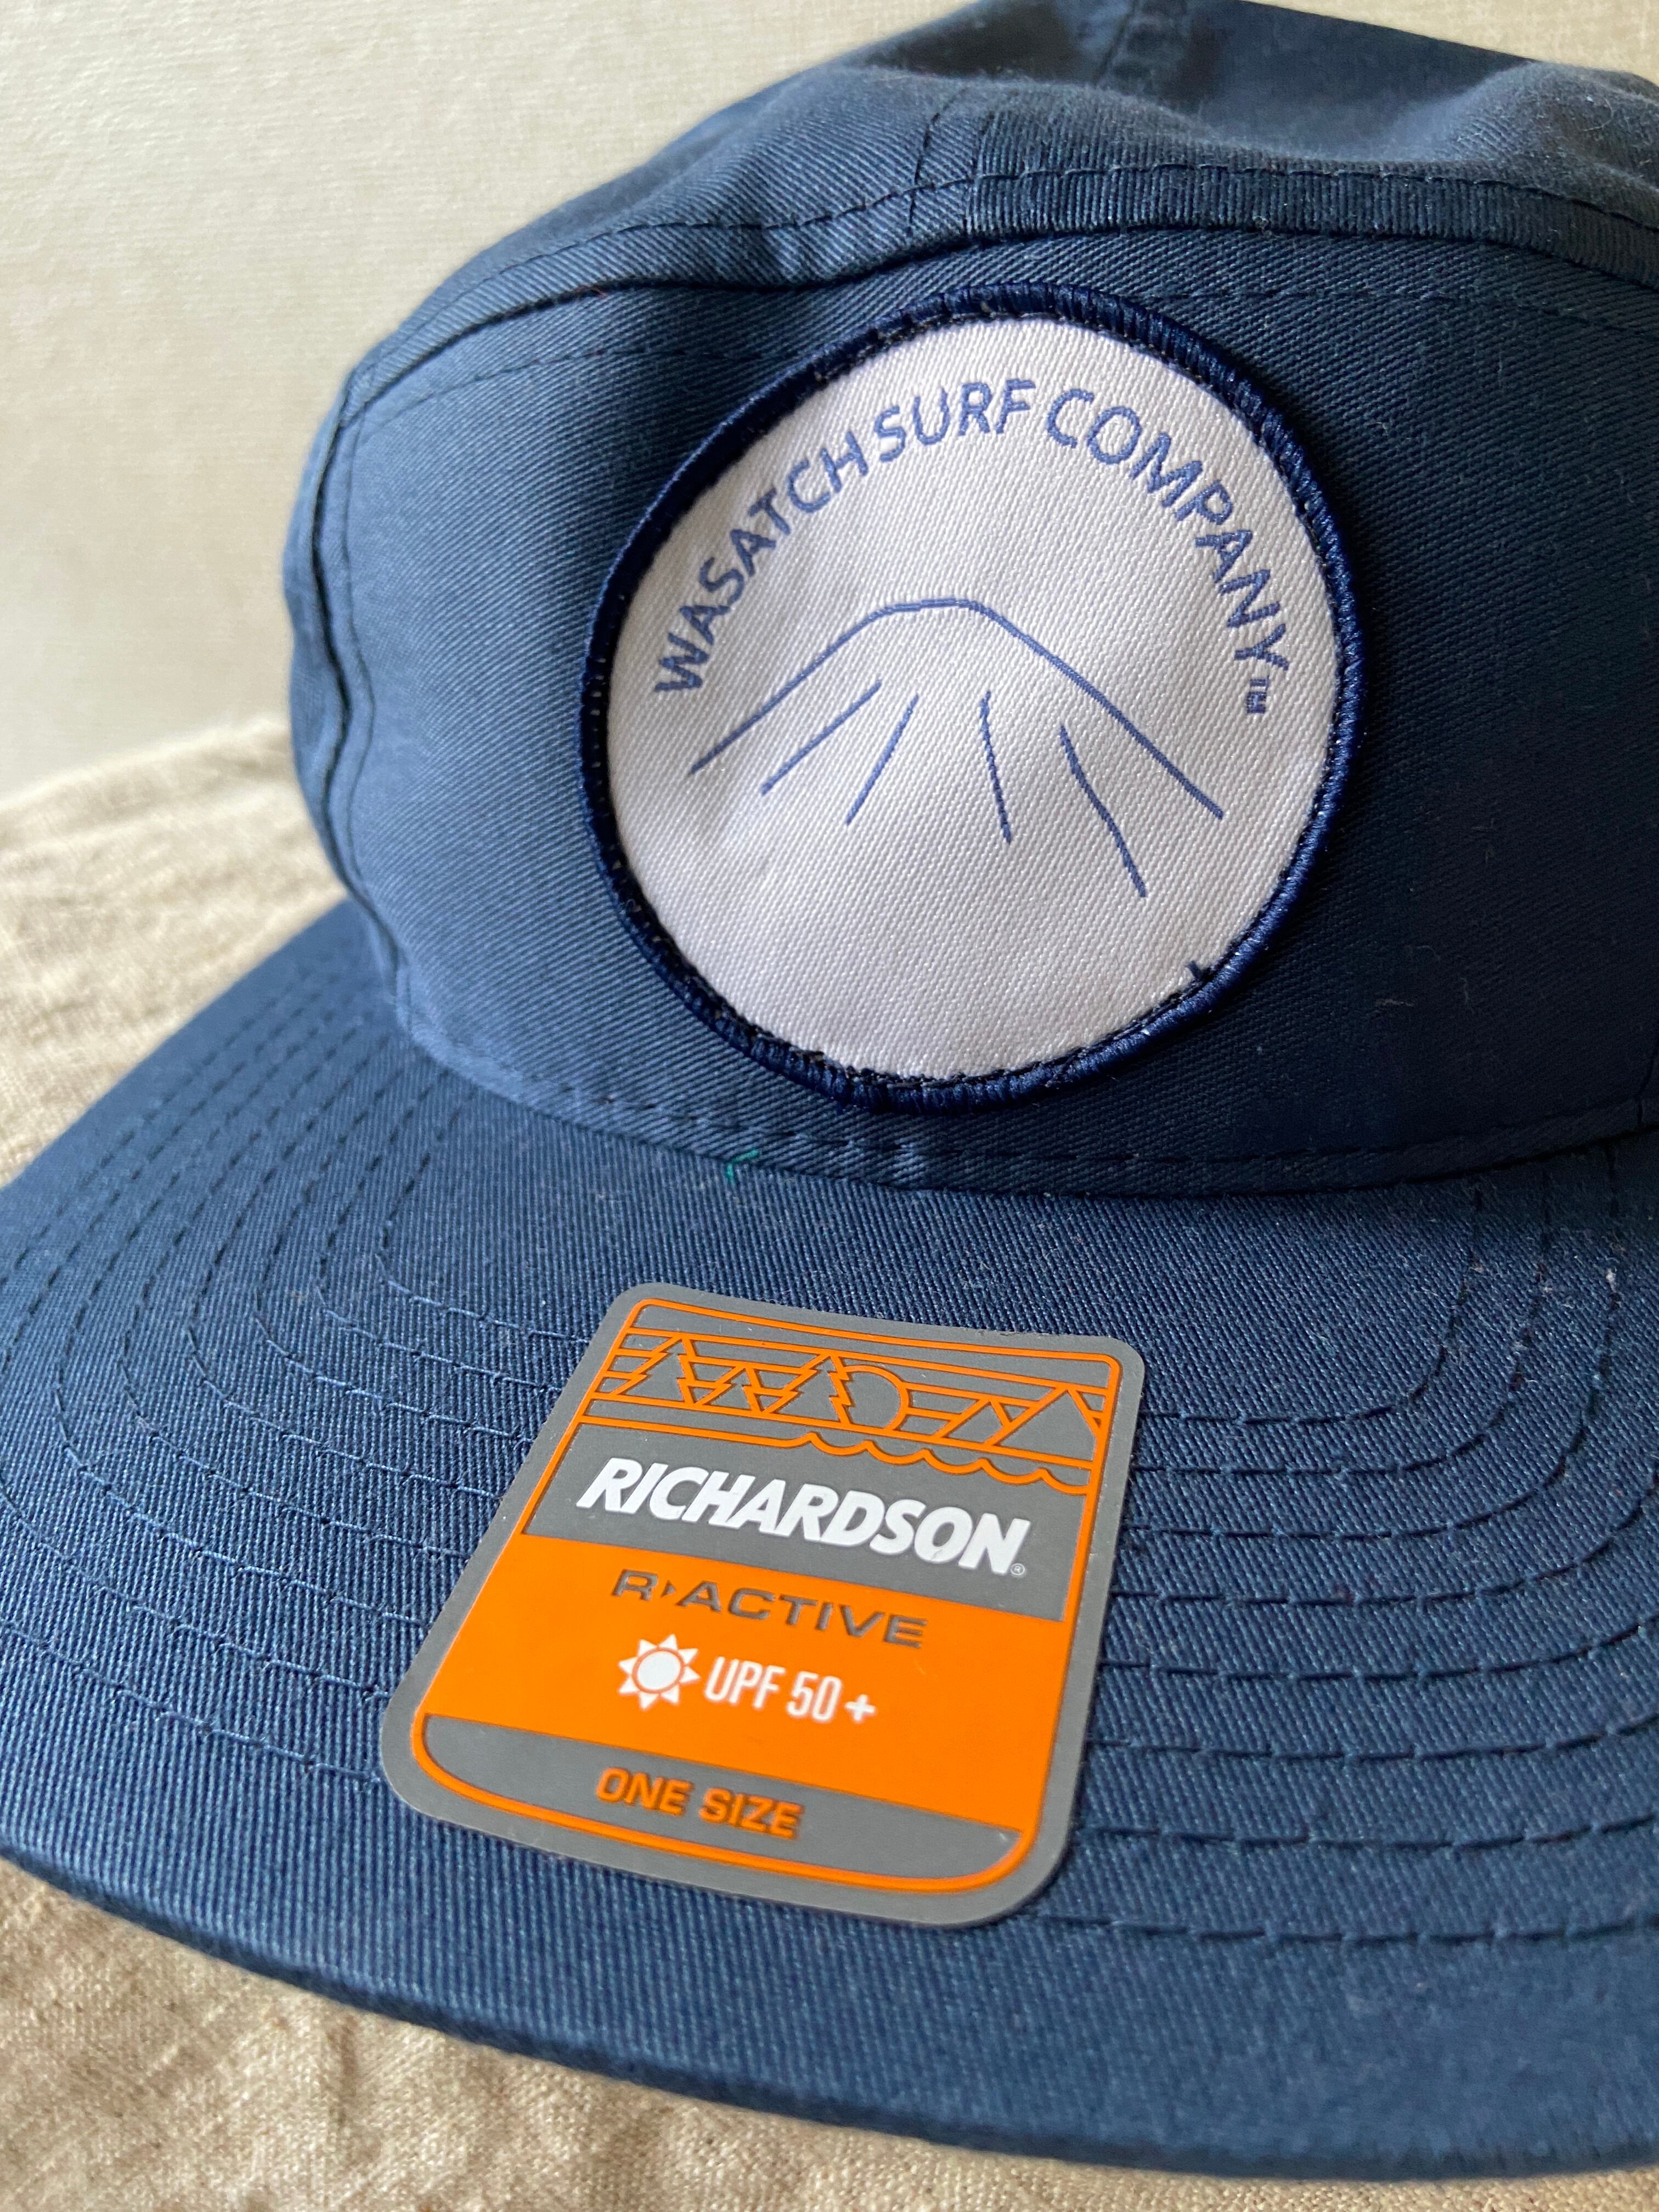 WASATCH SURF COMPANY™
RICHARDSON®
R ACTIVE
UPF 50+
ONE SIZE